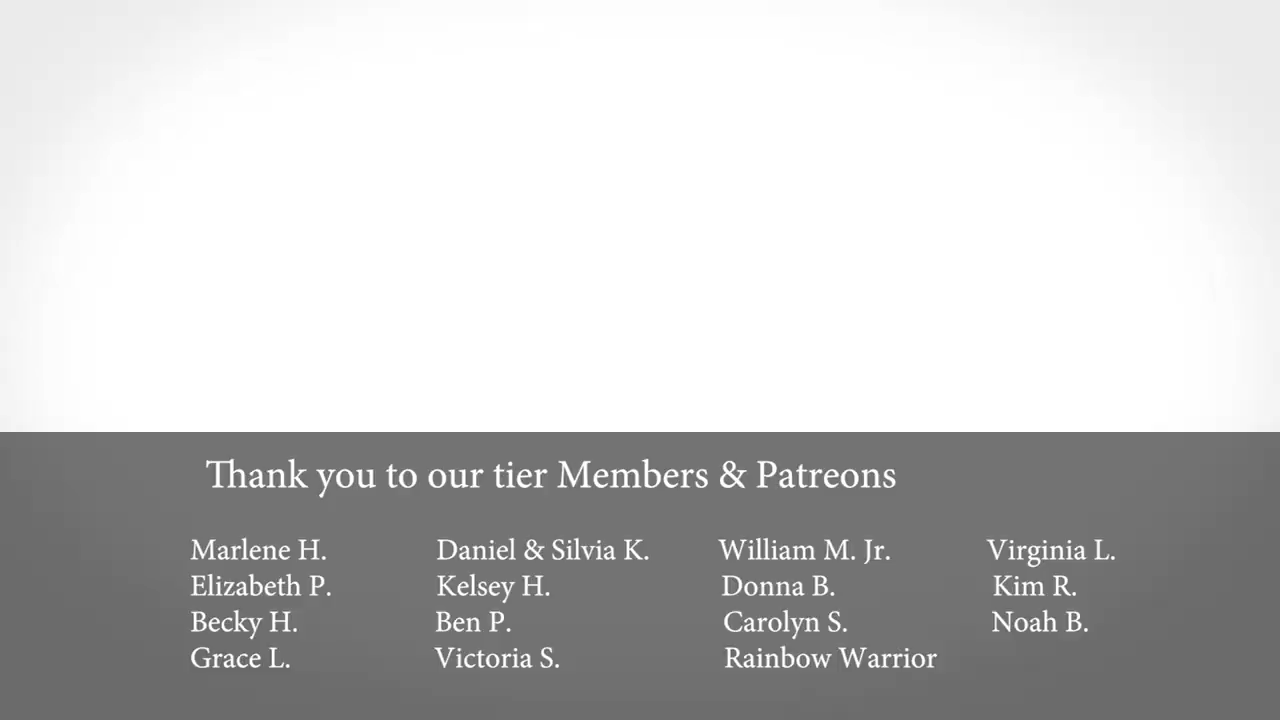 Thank you to our tier Members & Patreons
Marlene H. Daniel & Silvia K. William M. Jr. Virginia L.
Elizabeth P. Kelsey H. Donna B. Kim R.
Becky H. Ben P. Carolyn S. Noah B.
Grace L. Victoria S. Rainbow Warrior